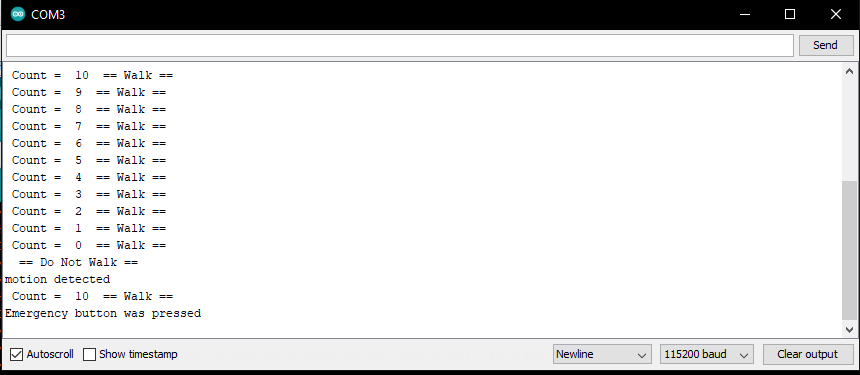 COM3
Send
Count =  10  == Walk ==
Count =  9  == Walk ==
Count =  8  == Walk ==
Count =  7  == Walk ==
Count =  6  == Walk ==
Count =  5  == Walk ==
Count =  4  == Walk ==
Count =  3  == Walk ==
Count =  2  == Walk ==
Count =  1  == Walk ==
Count =  0  == Walk ==
== Do Not Walk ==
motion detected
Count =  10  == Walk ==
Emergency button was pressed
Autoscroll Show timestamp Newline 115200 baud Clear output